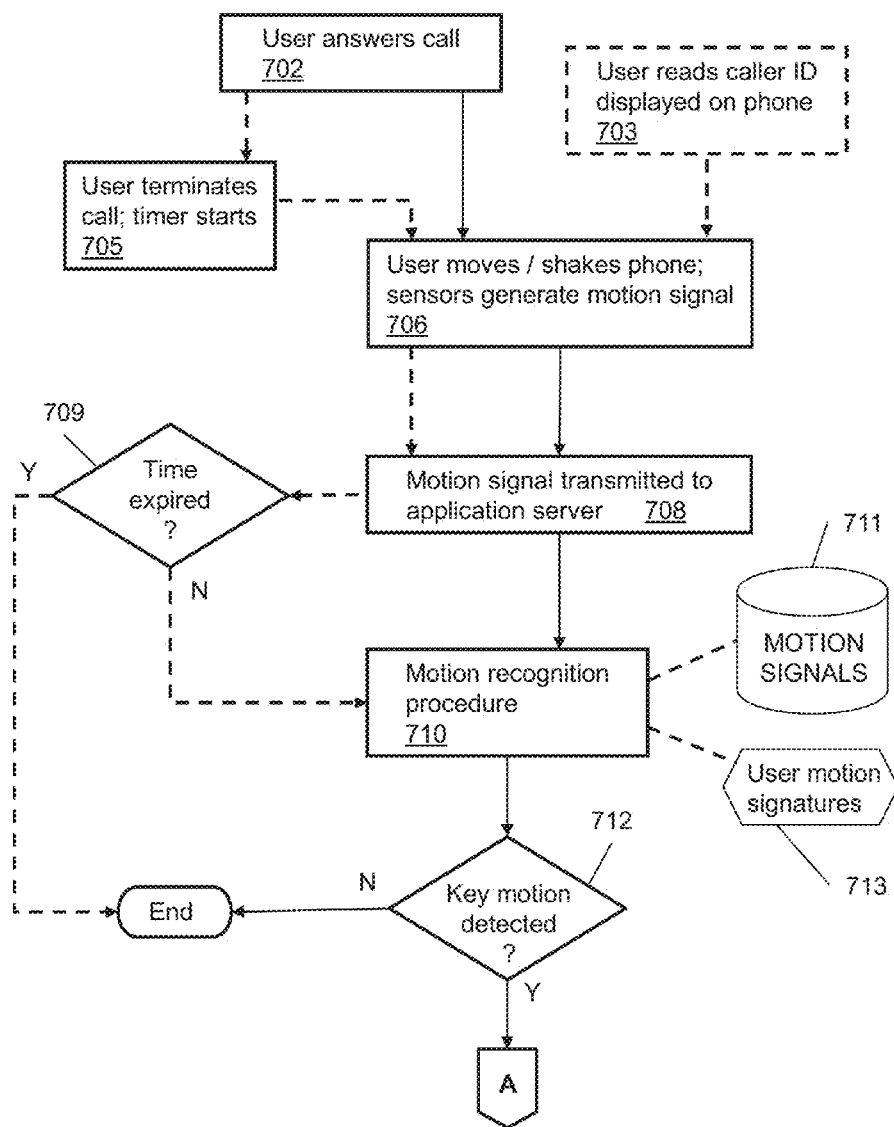 User answers call
702
User reads caller ID
displayed on phone
703
User terminates
call; timer starts
705
User moves / shakes phone;
sensors generate motion signal
706
709
Y
Time
expired
?
N
Motion signal transmitted to
application server 708
711
MOTION
SIGNALS
Motion recognition
procedure
710
User motion
signatures
713
712
N
Key motion
detected
?
Y
End
A